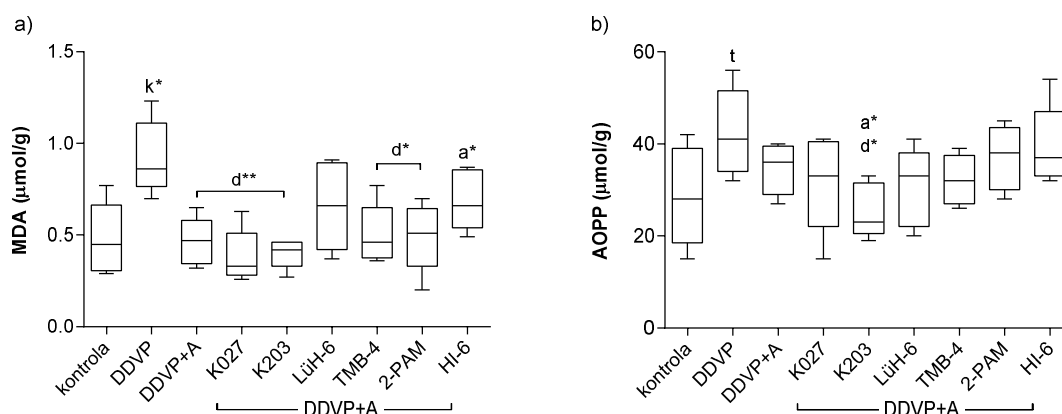 a)
MDA (μmol/g)
1.5
1.0
0.5
0.0
k*
d**
d*
a*
kontrola
DDVP
DDVP+A
K027
K203
LüH-6
TMB-4
2-PAM
HI-6
DDVP+A
b)
AOPP (μmol/g)
60
40
20
0
t
a*
d*
kontrola
DDVP
DDVP+A
K027
K203
LüH-6
TMB-4
2-PAM
HI-6
DDVP+A